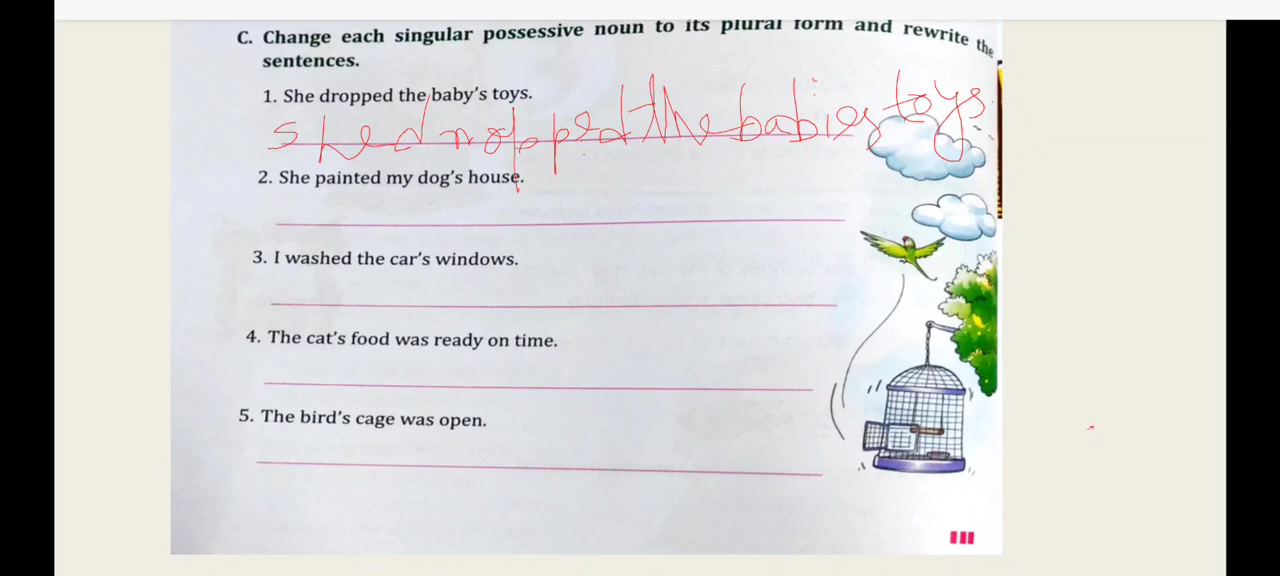 C. Change each singular possessive noun to its plural form and rewrite the
sentences.
1. She dropped the baby's toys.
She dropped the babies toys
2. She painted my dog's house.
3. I washed the car's windows.
4. The cat's food was ready on time.
5. The bird's cage was open.